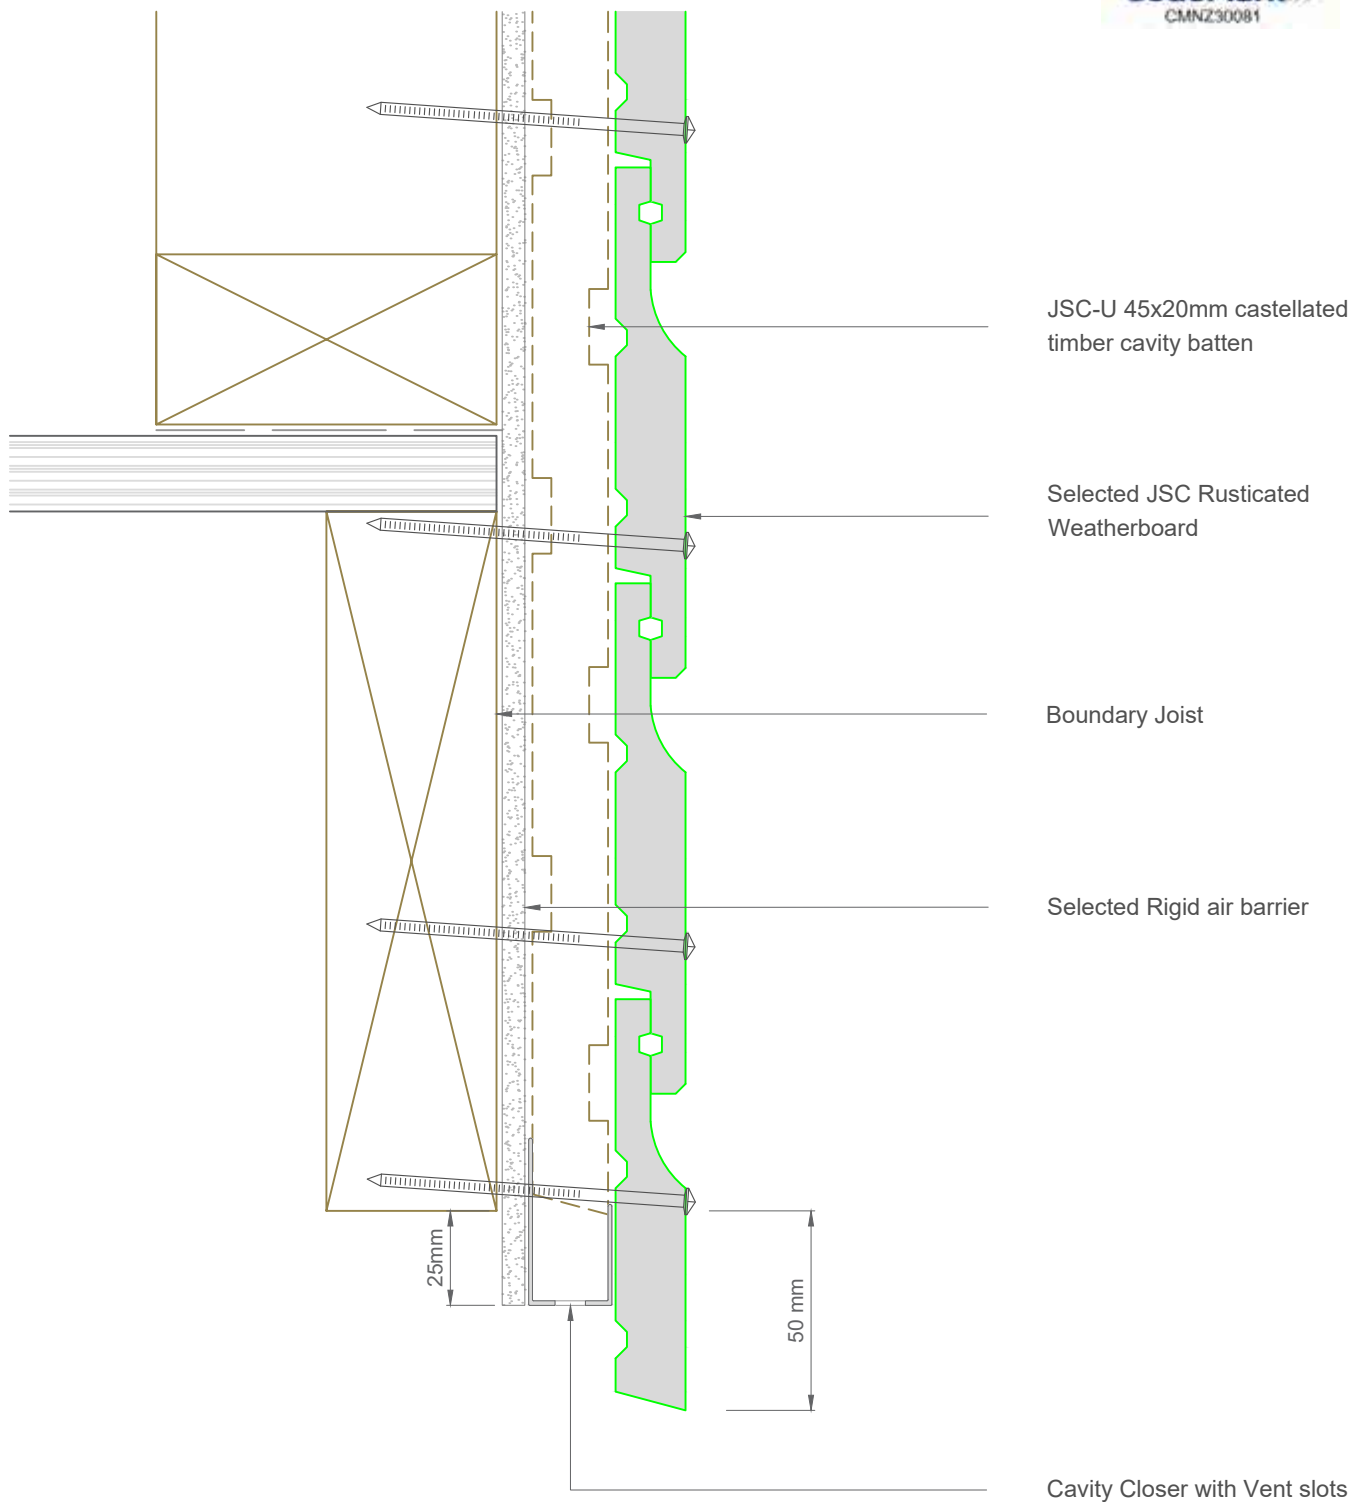 CMNZ30081
JSC-U 45x20mm castellated
timber cavity batten
Selected JSC Rusticated
Weatherboard
Boundary Joist
Selected Rigid air barrier
25mm
50 mm
Cavity Closer with Vent slots